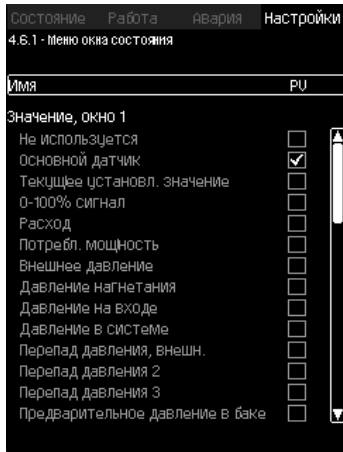 Состояние Работа Авария Настройки
4.6.1 - Меню окна состояния
Имя PV
Значение, окно 1
Не используется
Основной датчик
Текущее установл. значение
0-100% сигнал
Расход
Потребл. мощность
Внешнее давление
Давление нагнетания
Давление на входе
Давление в системе
Перепад давления, внешн.
Перепад давления 2
Перепад давления 3
Предварительное давление в баке